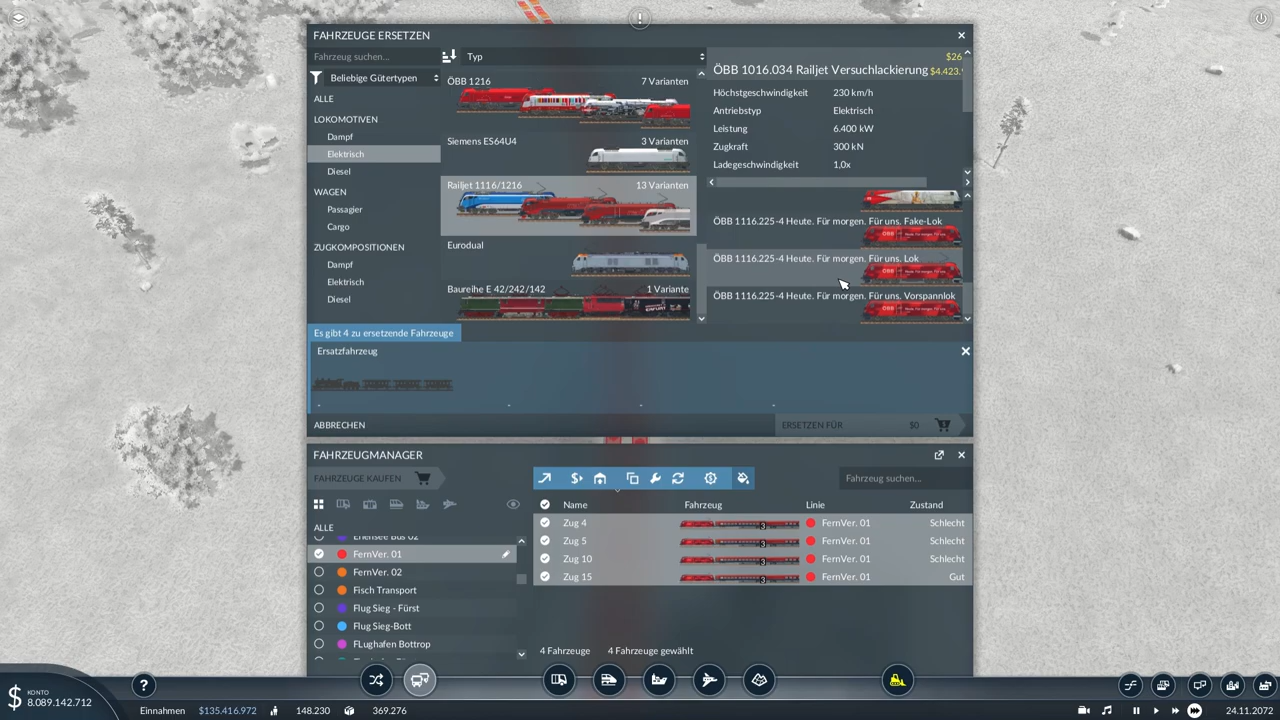 FAHRZEUGE ERSETZEN
Fahrzeug suchen...
Typ
Beliebige Gütertypen
ALLE
LOKOMOTIVEN
Dampf
Elektrisch
Diesel
WAGEN
Passagier
Cargo
ZUGKOMPOSITIONEN
Dampf
Elektrisch
Diesel
ÖBB 1216
7 Varianten
Siemens ES64U4
3 Varianten
Railjet 1116/1216
13 Varianten
Eurodual
Baureihe E 42/242/142
1 Variante
$26
ÖBB 1016.034 Railjet Versuchlackierung
$4.423.
Höchstgeschwindigkeit 230 km/h
Antriebstyp Elektrisch
Leistung 6.400 kW
Zugkraft 300 kN
Ladegeschwindigkeit 1,0x
ÖBB 1116.225-4 Heute. Für morgen. Für uns. Fake-Lok
ÖBB 1116.225-4 Heute. Für morgen. Für uns. Lok
ÖBB 1116.225-4 Heute. Für morgen. Für uns. Vorspannlok
Es gibt 4 zu ersetzende Fahrzeuge
Ersatzfahrzeug
- - - -
ABBRECHEN
ERSETZEN FÜR $0
FAHRZEUGMANAGER
FAHRZEUGE KAUFEN
Fahrzeug suchen...
ALLE
FernVer. 01
FernVer. 02
Fisch Transport
Flug Sieg - Fürst
Flug Sieg-Bott
FLughafen Bottrop
Name Fahrzeug Linie Zustand
Zug 4 3 FernVer. 01 Schlecht
Zug 5 3 FernVer. 01 Schlecht
Zug 10 3 FernVer. 01 Schlecht
Zug 15 3 FernVer. 01 Gut
4 Fahrzeuge 4 Fahrzeuge gewählt
KONTO
$ 8.089.142.712
?
Einnahmen $135.416.972 148.230 369.276
24.11.2072